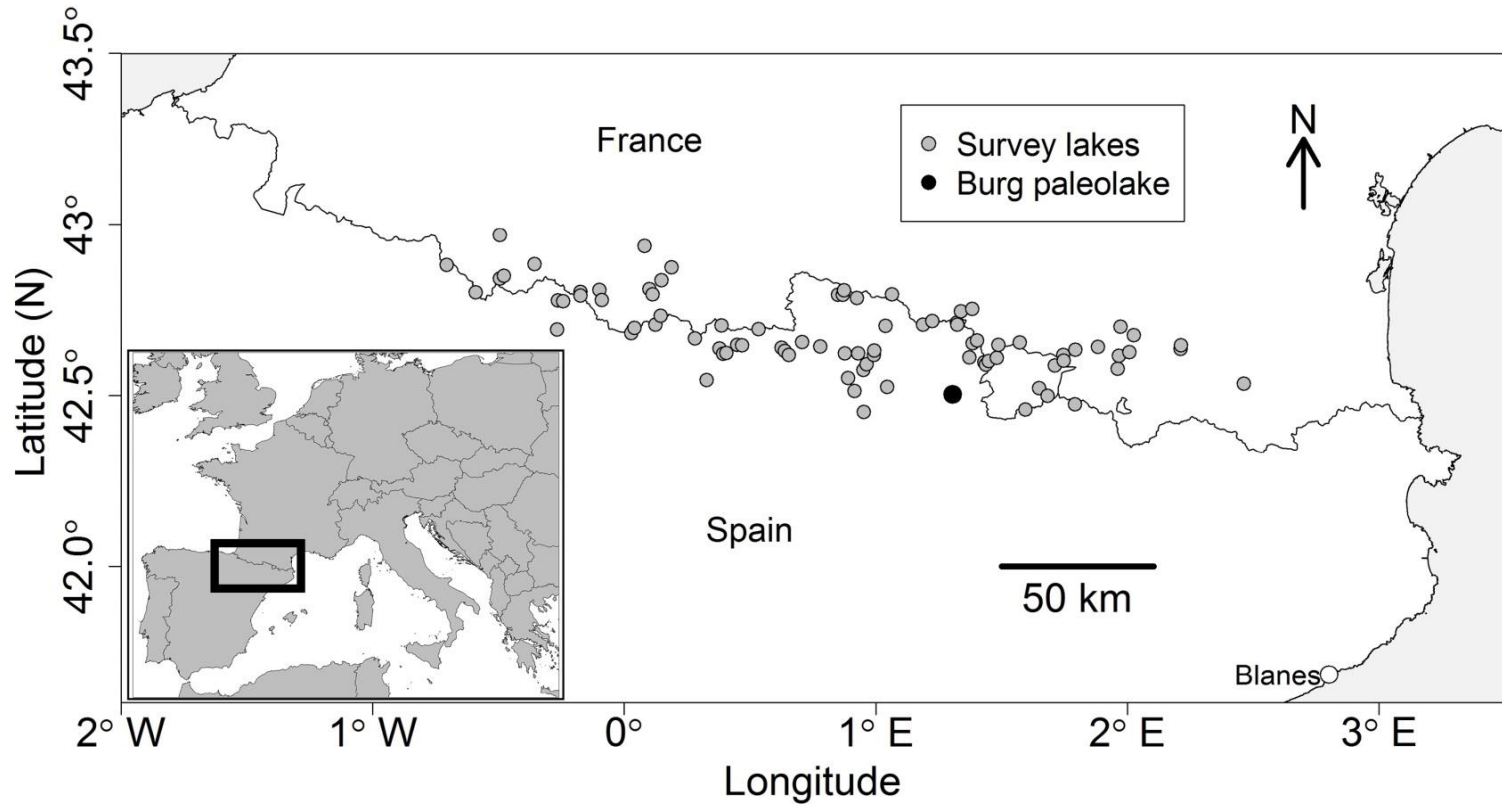 43.5°
43°
42.5°
42.0°
Latitude (N)
France
Survey lakes
Burg paleolake
N
Spain
50 km
Blanes
2° W
1° W
0°
1° E
2° E
3° E
Longitude